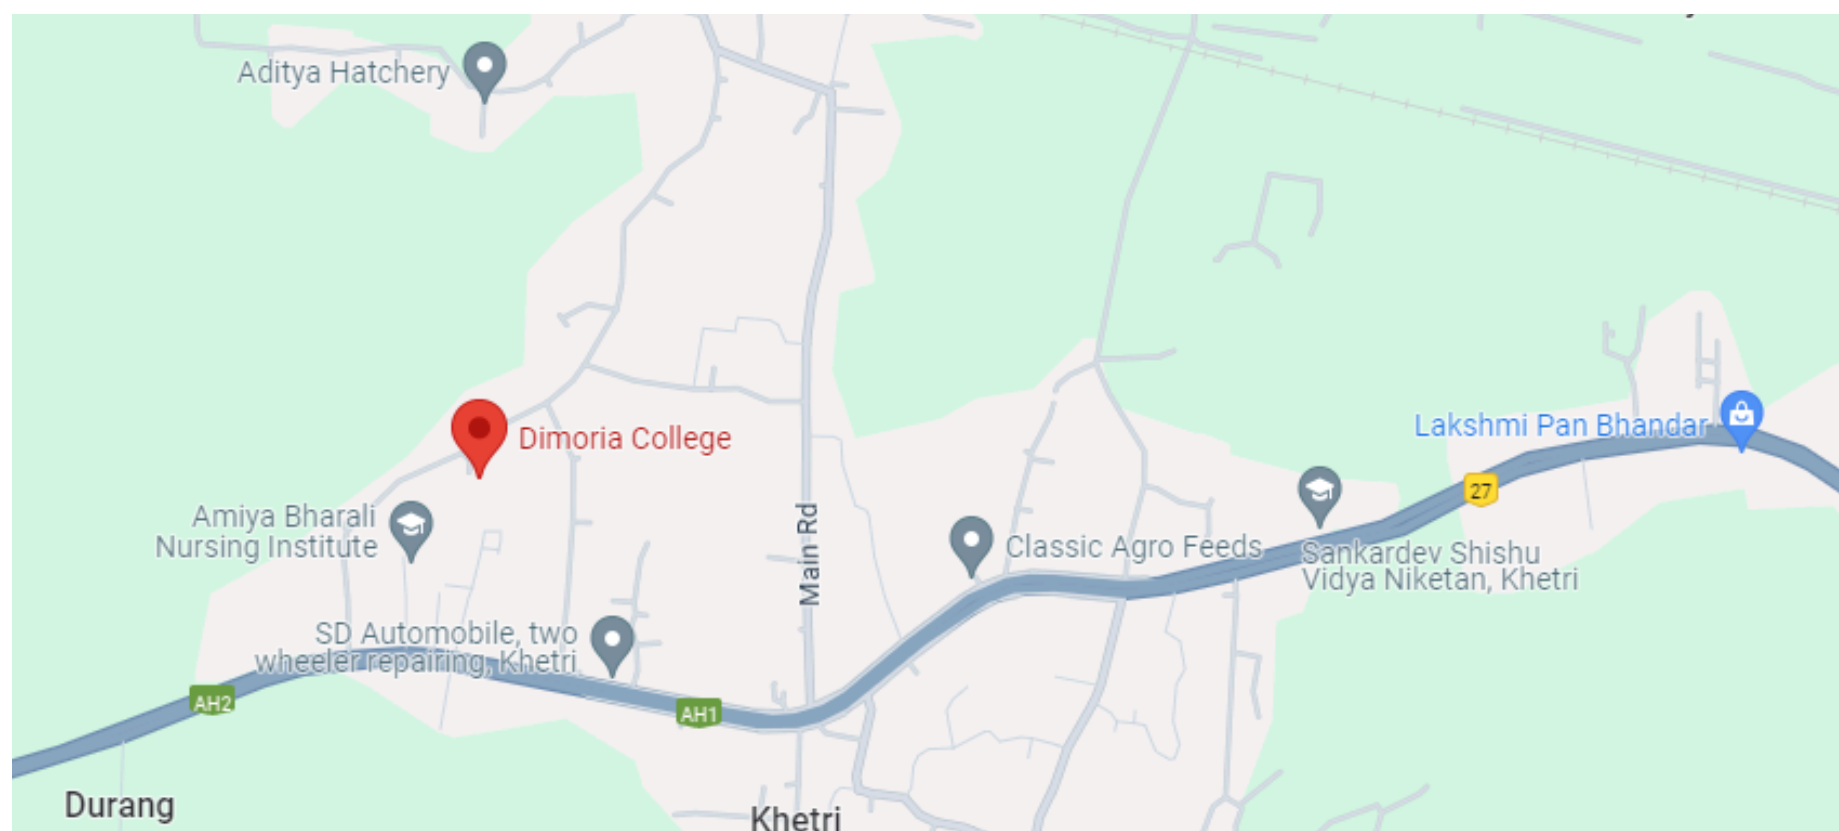 Aditya Hatchery
Dimoria College
Lakshmi Pan Bhandar
27
Amiya Bharali
Nursing Institute
Main Rd
Classic Agro Feeds
Sankardev Shishu
Vidya Niketan, Khetri
SD Automobile, two
wheeler repairing, Khetri
AH2
AH1
Durang
Khetri